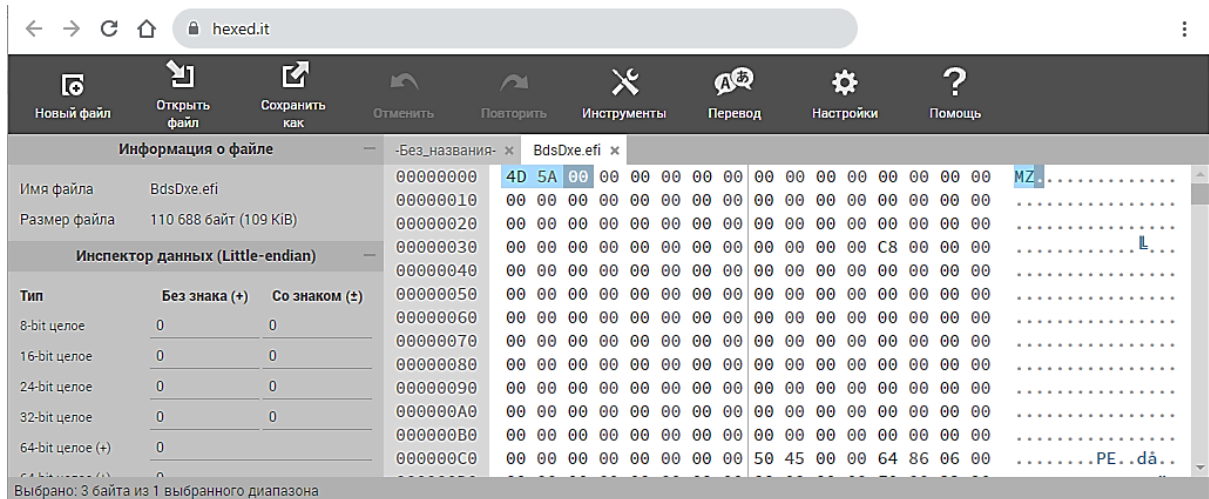 hexed.it
Новый файл
Открыть файл
Сохранить как
Отменить
Повторить
Инструменты
Перевод
Настройки
Помощь
Информация о файле
Имя файла BdsDxe.efi
Размер файла 110 688 байт (109 KiB)
Инспектор данных (Little-endian)
Тип Без знака (+) Со знаком (±)
8-bit целое 0 0
16-bit целое 0 0
24-bit целое 0 0
32-bit целое 0 0
64-bit целое (+) 0
-Без_названия- × BdsDxe.efi ×
00000000 4D 5A 00 00 00 00 00 00 00 00 00 00 00 00 00 00 MZ..............
00000010 00 00 00 00 00 00 00 00 00 00 00 00 00 00 00 00 ................
00000020 00 00 00 00 00 00 00 00 00 00 00 00 00 00 00 00 ................
00000030 00 00 00 00 00 00 00 00 00 00 00 00 C8 00 00 00 ............╚...
00000040 00 00 00 00 00 00 00 00 00 00 00 00 00 00 00 00 ................
00000050 00 00 00 00 00 00 00 00 00 00 00 00 00 00 00 00 ................
00000060 00 00 00 00 00 00 00 00 00 00 00 00 00 00 00 00 ................
00000070 00 00 00 00 00 00 00 00 00 00 00 00 00 00 00 00 ................
00000080 00 00 00 00 00 00 00 00 00 00 00 00 00 00 00 00 ................
00000090 00 00 00 00 00 00 00 00 00 00 00 00 00 00 00 00 ................
000000A0 00 00 00 00 00 00 00 00 00 00 00 00 00 00 00 00 ................
000000B0 00 00 00 00 00 00 00 00 00 00 00 00 00 00 00 00 ................
000000C0 00 00 00 00 00 00 00 00 50 45 00 00 64 86 06 00 ........PE..då..
Выбрано: 3 байта из 1 выбранного диапазона